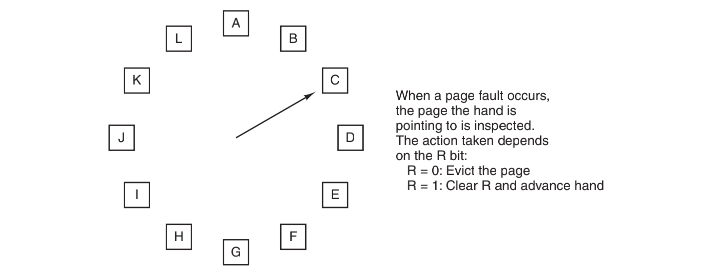 A
L
B
K
C
J
D
I
E
H
F
G
When a page fault occurs,
the page the hand is
pointing to is inspected.
The action taken depends
on the R bit:
R = 0: Evict the page
R = 1: Clear R and advance hand